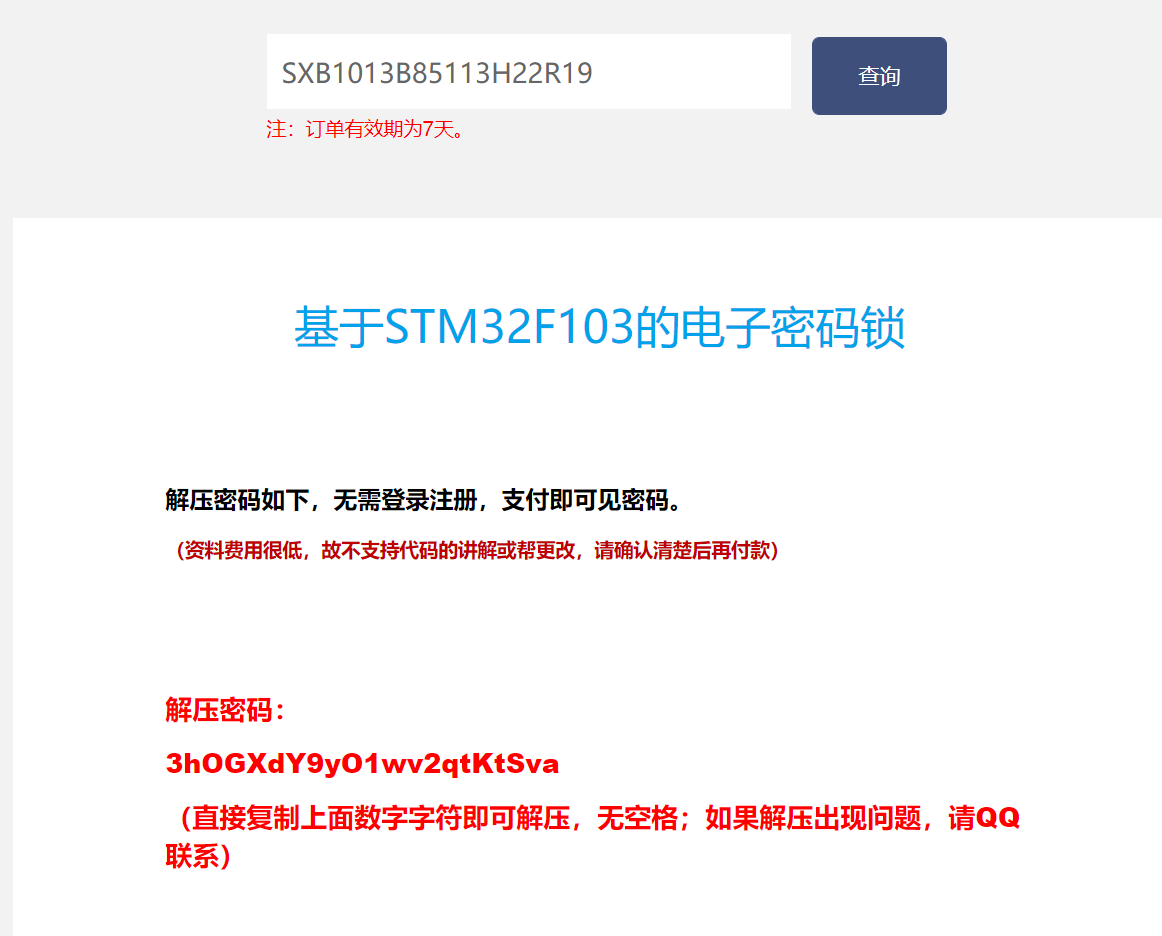 SXB1013B85113H22R19
查询
注：订单有效期为7天。
基于STM32F103的电子密码锁
解压密码如下，无需登录注册，支付即可见密码。
（资料费用很低，故不支持代码的讲解或帮更改，请确认清楚后再付款）
解压密码：
3hOGXdY9yO1wv2qtKtSva
（直接复制上面数字字符即可解压，无空格；如果解压出现问题，请QQ
联系）